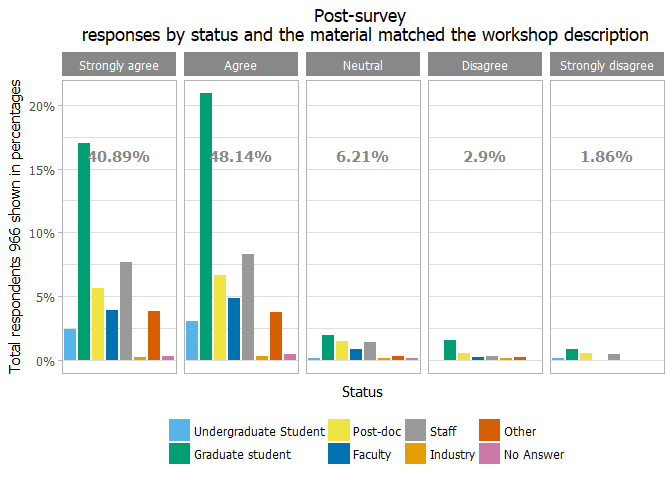 Post-survey
responses by status and the material matched the workshop description
Strongly agree
Agree
Neutral
Disagree
Strongly disagree
Total respondents 966 shown in percentages
20%
15%
10%
5%
0%
40.89%
48.14%
6.21%
2.9%
1.86%
Status
Undergraduate Student
Post-doc
Staff
Other
Graduate student
Faculty
Industry
No Answer